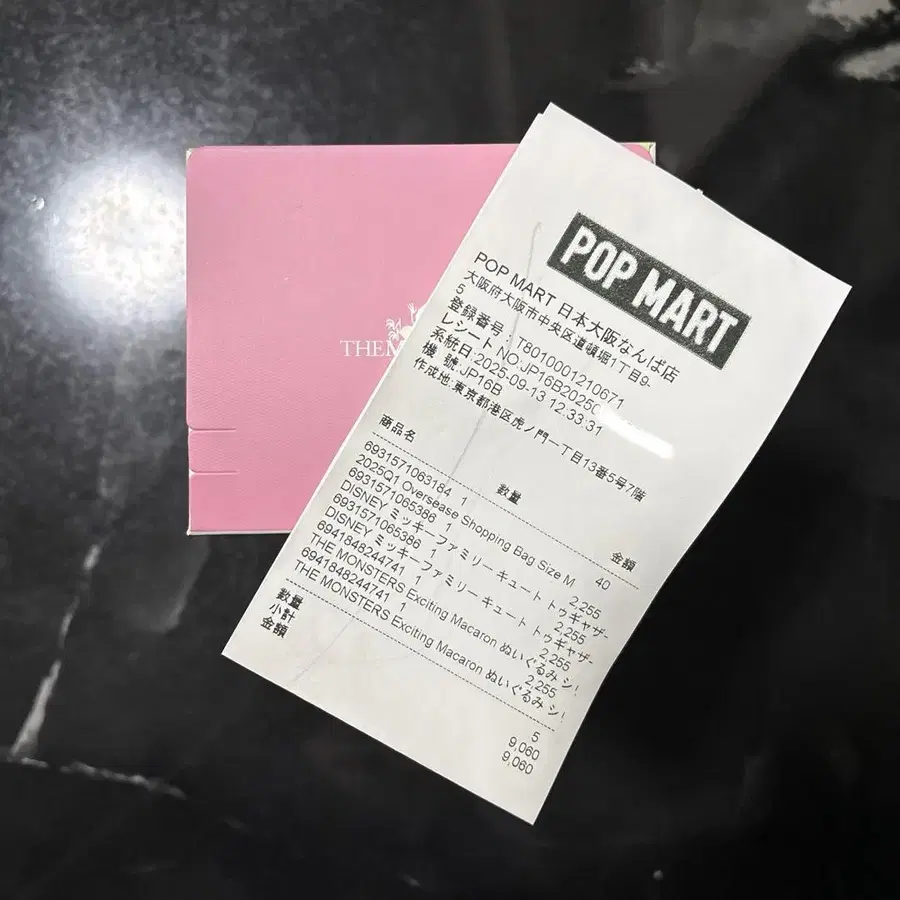 THEM
POP MART
POP MART 日本大阪なんば店
大阪府大阪市中央区道頓堀1丁目9-
5
登録番号：T8010001210671
レシートNO:JP16B20250
系統日:2025-09-13 12:33:31
機 號:JP16B
作成地:東京都港区虎ノ門一丁目13番5号7階
商品名 数量 金額
6931571063184 1 40
2025Q1 Oversease Shopping Bag Size M
6931571065386 1 2,255
DISNEY ミッキーファミリー キュート トゥギャザ-
6931571065386 1 2,255
DISNEY ミッキーファミリー キュート トゥギャザ-
6941848244741 1 2,255
THE MONSTERS Exciting Macaron ぬいぐるみ シ!
6941848244741 1 2,255
THE MONSTERS Exciting Macaron ぬいぐるみ シ!
数量 5
小計 9,060
金額 9,060